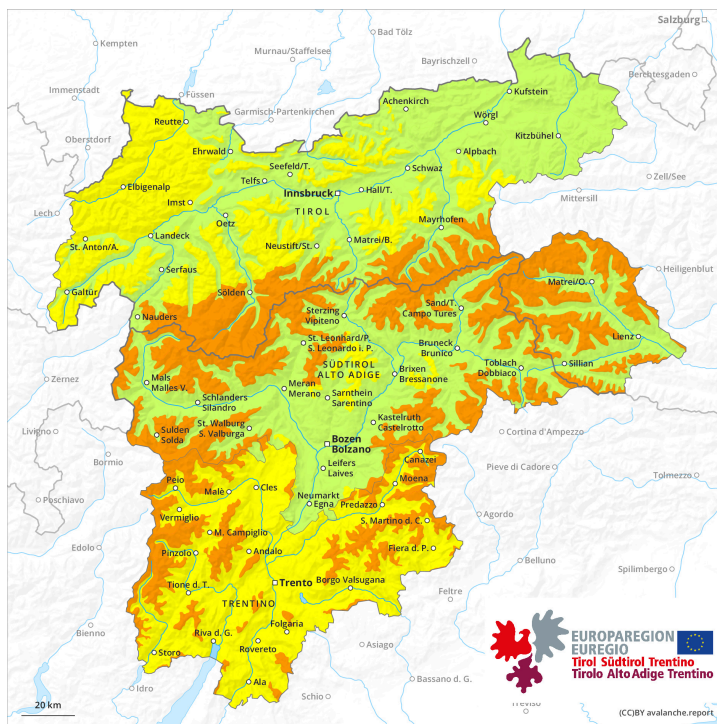 Salzburg
Kempten
Bad Tölz
Murnau/Staffelsee
Bayrischzell
Berchtesgaden
Immenstadt
Füssen
Kufstein
Achenkirch
Garmisch-Partenkirchen
Reutte
Wörgl
Oberstdorf
Kitzbühel
Ehrwald
Alpbach
Seefeld/T.
Schwaz
Zell/See
Telfs
Elbigenalp
Innsbruck
Hall/T.
Mittersill
Imst
TIROL
Lech
Oetz
Mayrhofen
St. Anton/A.
Landeck
Neustift/St.
Matrei/B.
Heiligenblut
Serfaus
Matrei/O.
Galtür
Sölden
Sand/T.
Campo Tures
Nauders
Sterzing
Vipiteno
Lienz
St. Leonhard/P.
S. Leonardo i. P.
Bruneck
Brunico
Toblach
Dobbiaco
Sillian
SÜDTIROL
ALTO ADIGE
Brixen
Bressanone
Zernez
Mals
Malles V.
Meran
Merano
Sarnthein
Sarentino
Schlanders
Silandro
St. Walburg
S. Valburga
Kastelruth
Castelrotto
Livigno
Sulden
Solda
Cortina d'Ampezzo
Bozen
Bolzano
Bormio
Canazei
Pieve di Cadore
Leifers
Laives
Tolmezzo
Poschiavo
Peio
Malè
Cles
Moena
Neumarkt
Egna
Predazzo
Agordo
Vermiglio
S. Martino d. C.
M. Campiglio
Edolo
Pinzolo
Andalo
Fiera d. P.
Belluno
Spilimbergo
Tione d. T.
Trento
Borgo Valsugana
Feltre
TRENTINO
Folgaria
Bienno
Riva d. G.
Rovereto
Asiago
Storo
Bassano d. G.
Ala
Idro
Schio
Treviso
EUROPAREGION
EUREGIO
Tirol Südtirol Trentino
Tirolo Alto Adige Trentino
20 km
(CC)BY avalanche.report